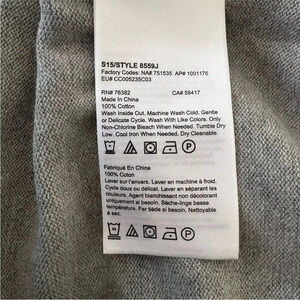 S15/STYLE 8559J
Factory Codes: NA# 751535 AP# 1001176
EU# CC005235C03
RN# 76382 CA# 58417
Made In China
100% Cotton
Wash Inside Out. Machine Wash Cold. Gentle
or Delicate Cycle. Wash With Like Colors. Only
Non-Chlorine Bleach When Needed. Tumble Dry
Low. Cool Iron When Needed. Dry Cleanable.
Fabriqué En China
100% Coton
Laver sur l'envers. Laver en machine à froid.
Cycle doux ou délicat. Laver en séparant les
couleurs. Agent blanchissant non décolorant
uniquement si besoin. Sèche-linge basse
température. Fer tiède si besoin. Nettoyable
à sec.